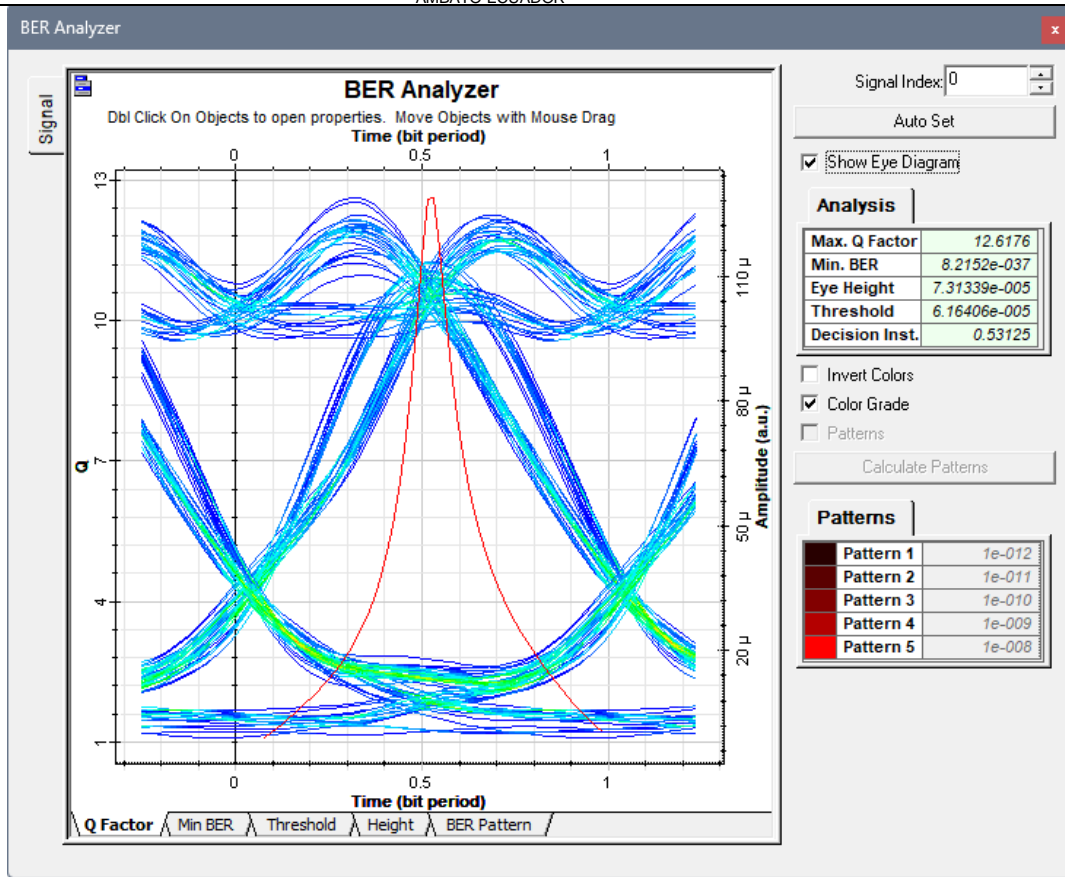 AMBATO ECUADOR
BER Analyzer
x
Signal
BER Analyzer
Dbl Click On Objects to open properties. Move Objects with Mouse Drag
Time (bit period)
0 0.5 1
13
10
7
4
1
Q
110 µ
80 µ
50 µ
20 µ
Amplitude (a.u.)
0 0.5 1
Time (bit period)
Q Factor Min BER Threshold Height BER Pattern
Signal Index: 0
Auto Set
Show Eye Diagram
Analysis
Max. Q Factor 12.6176
Min. BER 8.2152e-037
Eye Height 7.31339e-005
Threshold 6.16406e-005
Decision Inst. 0.53125
Invert Colors
Color Grade
Patterns
Calculate Patterns
Patterns
Pattern 1 1e-012
Pattern 2 1e-011
Pattern 3 1e-010
Pattern 4 1e-009
Pattern 5 1e-008